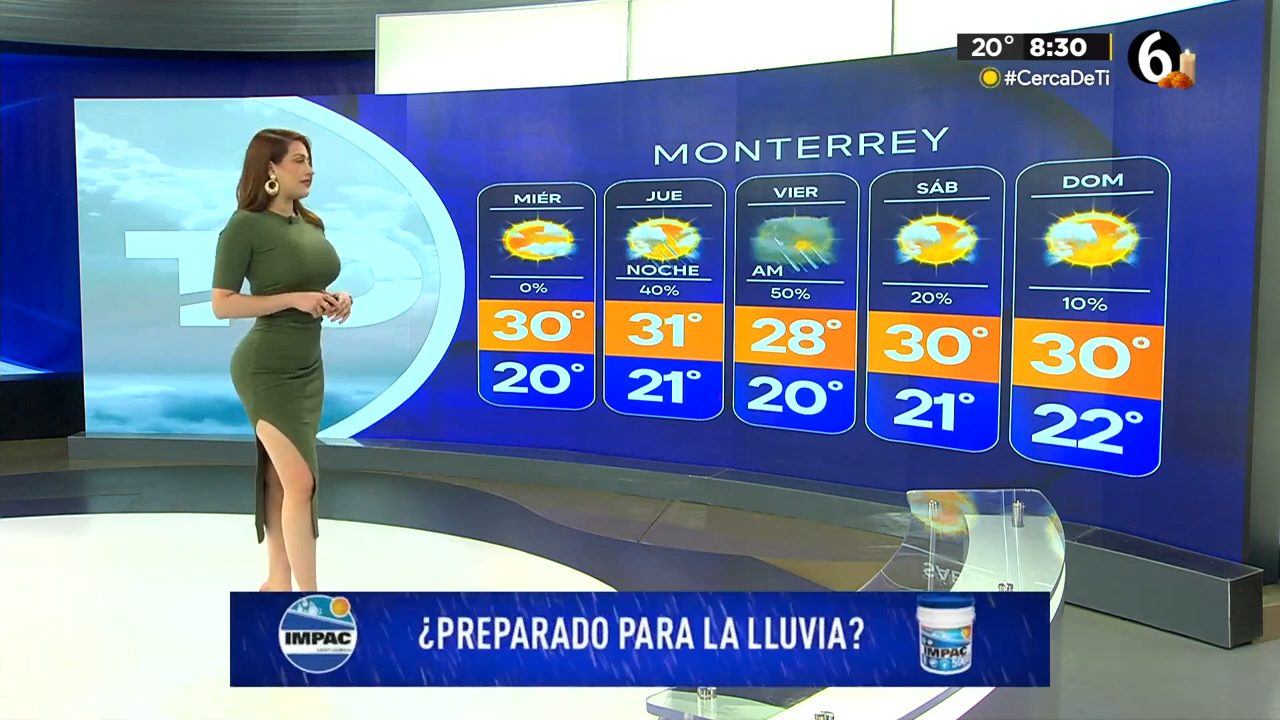 20° 8:30
6
#CercaDeTi
MONTERREY
MIÉR
0%
30°
20°
JUE
NOCHE
40%
31°
21°
VIER
AM
50%
28°
20°
SÁB
20%
30°
21°
DOM
10%
30°
22°
¿PREPARADO PARA LA LLUVIA?
IMPAC
IMPAC